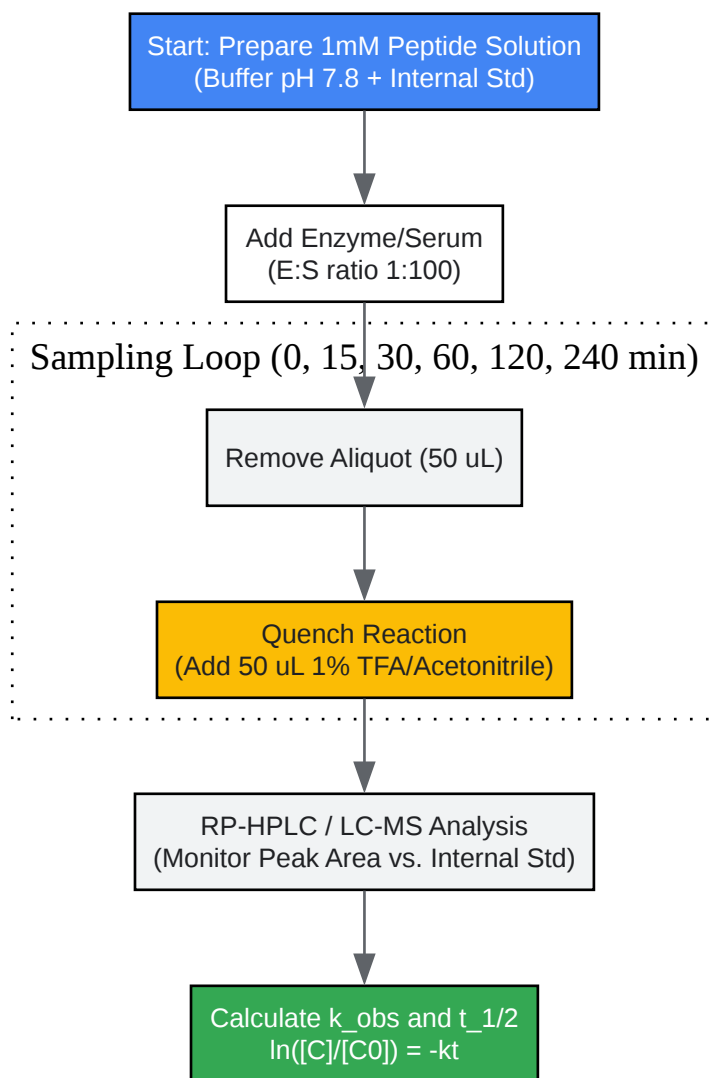 Start: Prepare 1mM Peptide Solution
(Buffer pH 7.8 + Internal Std)
Add Enzyme/Serum
(E:S ratio 1:100)
Sampling Loop (0, 15, 30, 60, 120, 240 min)
Remove Aliquot (50 uL)
Quench Reaction
(Add 50 uL 1% TFA/Acetonitrile)
RP-HPLC / LC-MS Analysis
(Monitor Peak Area vs. Internal Std)
Calculate k_obs and t_1/2
ln([C]/[C0]) = -kt